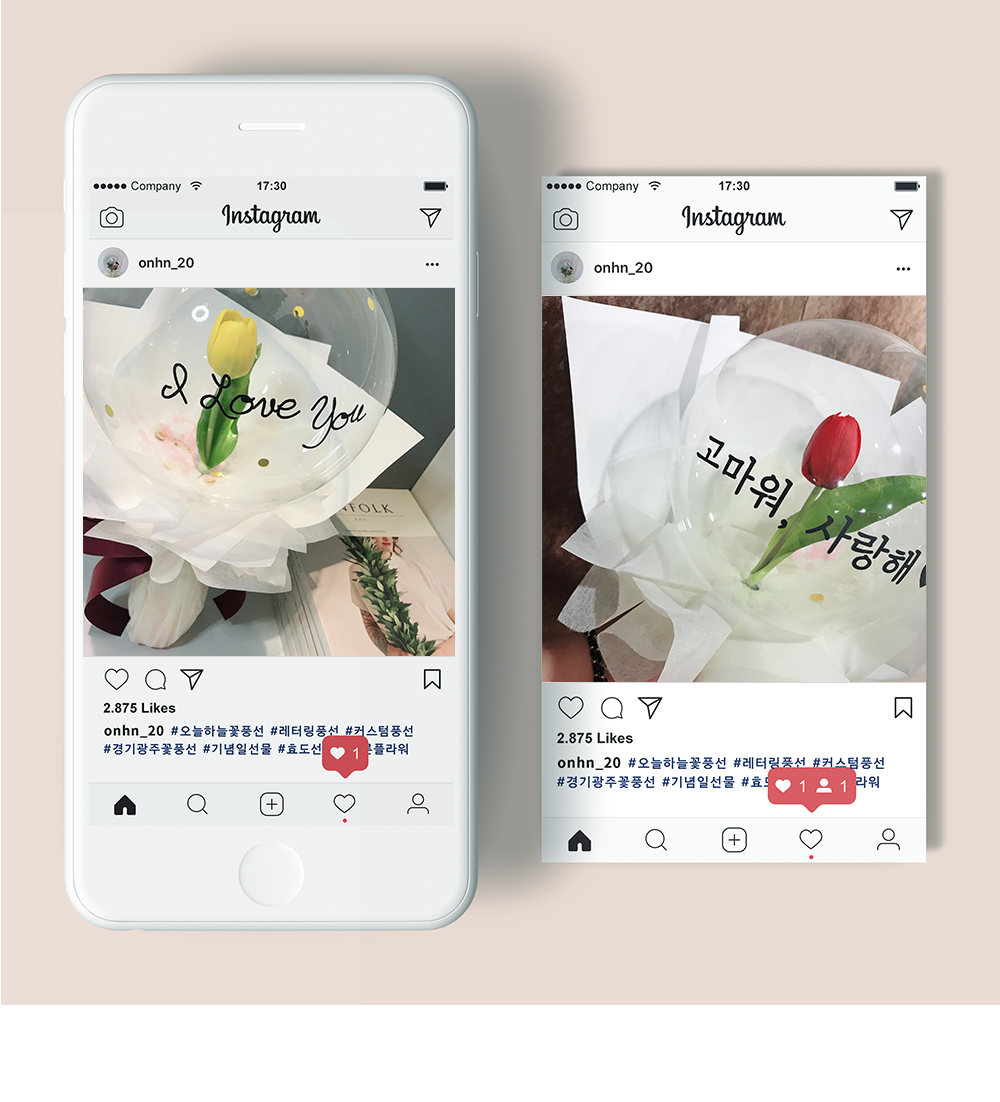 Company 17:30
Instagram
onhn_20
I Love You
NFOLK
2.875 Likes
onhn_20 #오늘하늘꽃풍선 #레터링풍선 #커스텀풍선
#경기광주꽃풍선 #기념일선물 #효도선
플라워
1
Company 17:30
Instagram
onhn_20
고마워, 사랑해
2.875 Likes
onhn_20 #오늘하늘꽃풍선 #레터링풍선 #커스텀풍선
#경기광주꽃풍선 #기념일선물 #효도
라워
1 1